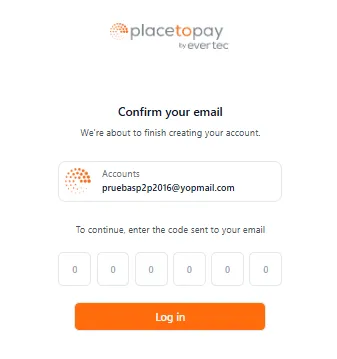 placetopay
by evertec
Confirm your email
We're about to finish creating your account.
Accounts
pruebasp2p2016@yopmail.com
To continue, enter the code sent to your email
0 0 0 0 0 0
Log in